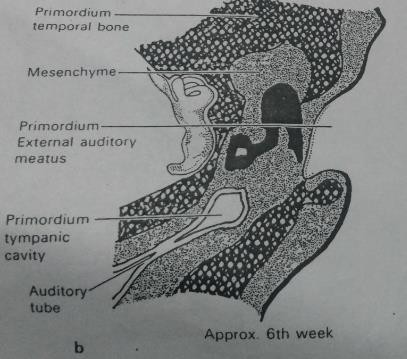 Primordium
temporal bone
Mesenchyme
Primordium
External auditory
meatus
Primordium
tympanic
cavity
Auditory
tube
Approx. 6th week
b